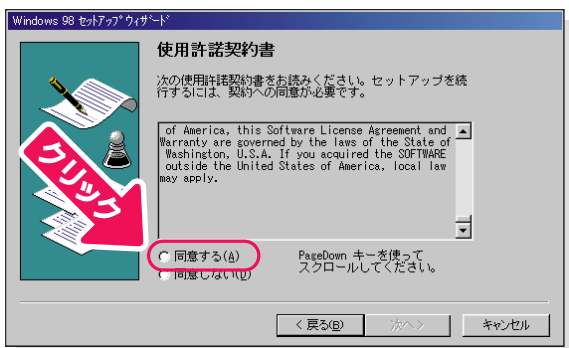 Windows 98 セットアップ ウィザード
使用許諾契約書
次の使用許諾契約書をお読みください。セットアップを続
行するには、契約への同意が必要です。
of America, this Software License Agreement and
Warranty are governed by the laws of the State of
Washington, U.S.A. If you acquired the SOFTWARE
outside the United States of America, local law
may apply.
クリック
同意する(A)
同意しない(D)
PageDown キーを使って
スクロールしてください。
< 戻る(B)
次へ >
キャンセル